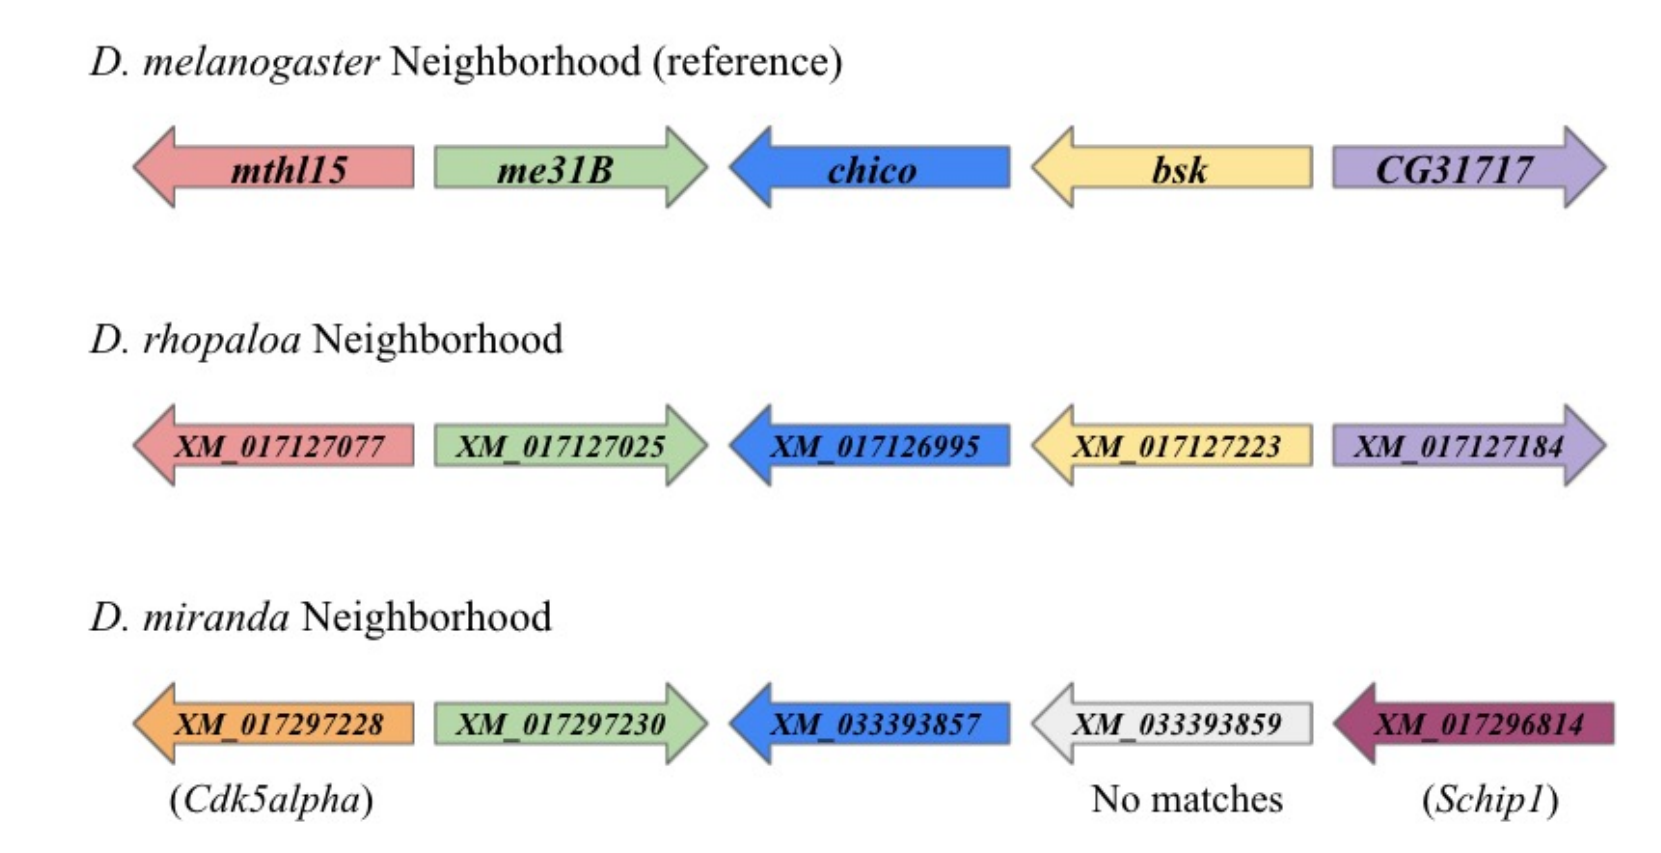 D. melanogaster Neighborhood (reference)
mthl15 me31B chico bsk CG31717
D. rhopaloa Neighborhood
XM_017127077 XM_017127025 XM_017126995 XM_017127223 XM_017127184
D. miranda Neighborhood
XM_017297228 XM_017297230 XM_033393857 XM_033393859 XM_017296814
(Cdk5alpha) No matches (Schip1)